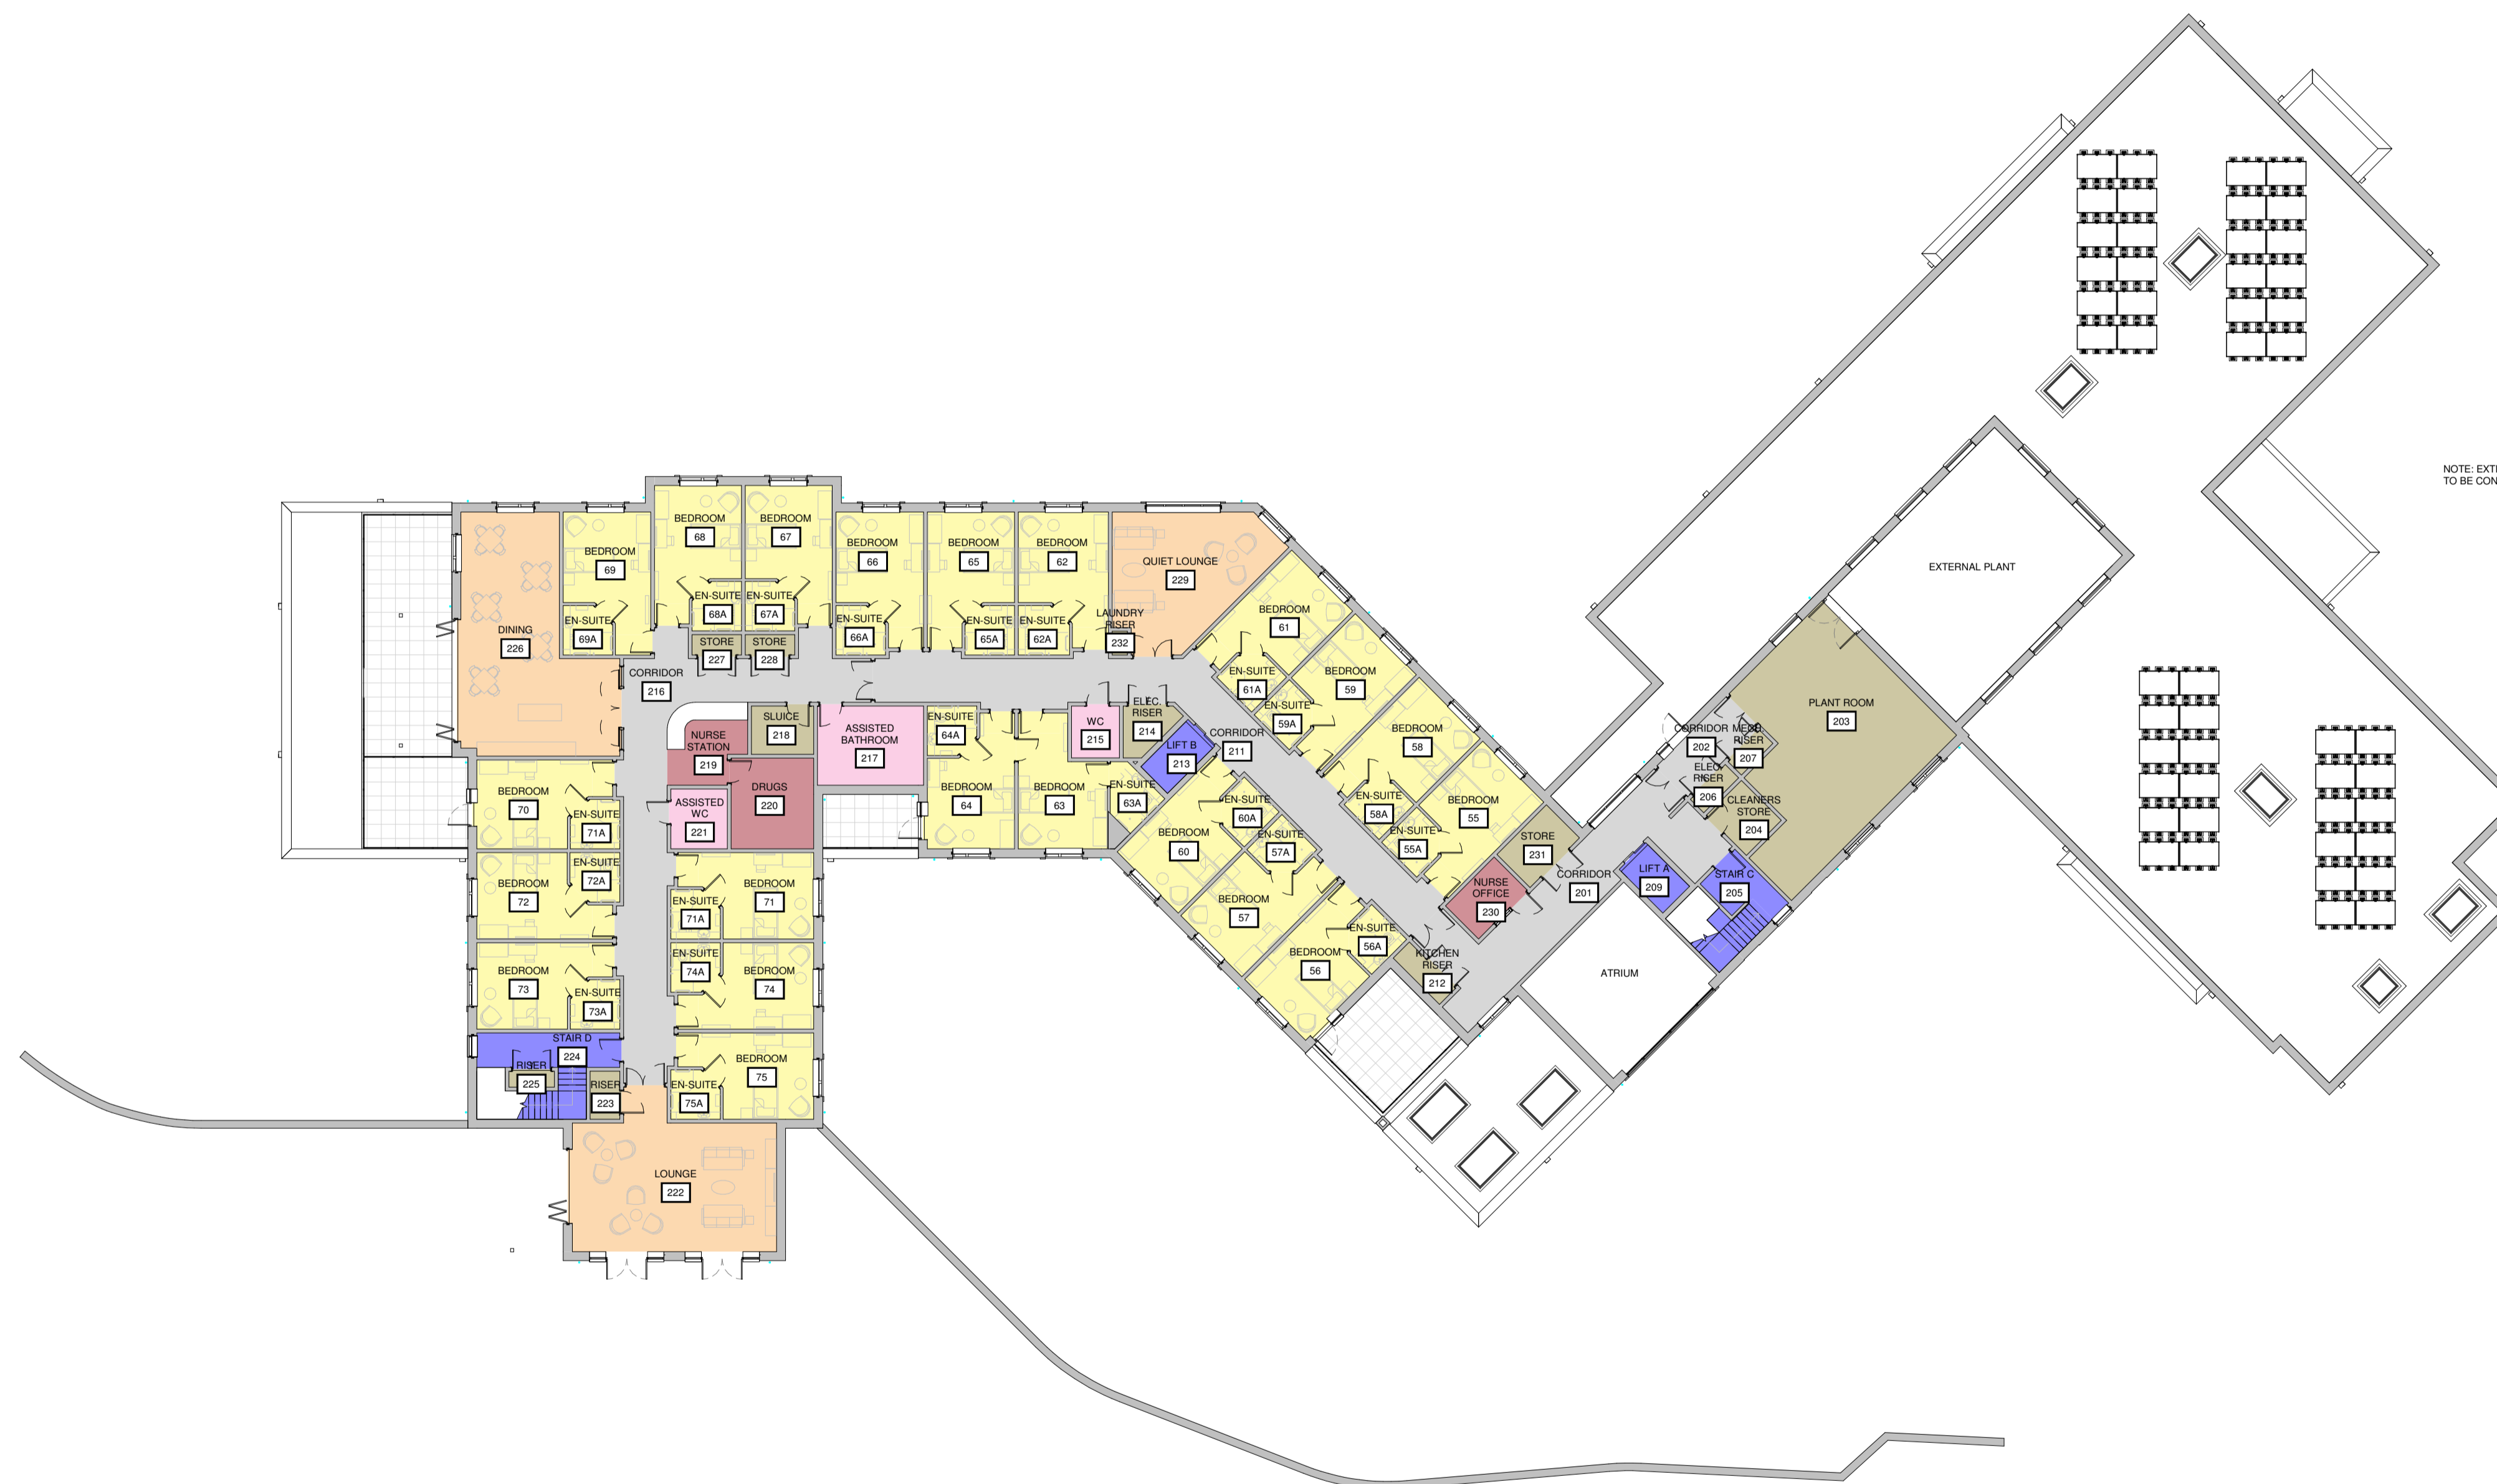 NOTE: EXTE
TO BE CON
EXTERNAL PLANT
PLANT ROOM
203
BEDROOM
68
BEDROOM
67
BEDROOM
69
BEDROOM
66
BEDROOM
65
BEDROOM
62
QUIET LOUNGE
229
EN-SUITE
69A
EN-SUITE
68A
EN-SUITE
67A
EN-SUITE
66A
EN-SUITE
65A
EN-SUITE
62A
LAUNDRY
RISER
232
DINING
226
STORE
227
STORE
228
CORRIDOR
216
BEDROOM
61
EN-SUITE
61A
BEDROOM
59
EN-SUITE
59A
BEDROOM
58
EN-SUITE
58A
BEDROOM
55
EN-SUITE
55A
NURSE
STATION
219
SLUICE
218
ASSISTED
BATHROOM
217
EN-SUITE
64A
BEDROOM
64
BEDROOM
63
WC
215
ELEC.
RISER
214
LIFT B
213
CORRIDOR
211
EN-SUITE
63A
DRUGS
220
ASSISTED
WC
221
BEDROOM
60
EN-SUITE
60A
EN-SUITE
57A
BEDROOM
57
BEDROOM
56
EN-SUITE
56A
KITCHEN
RISER
212
NURSE
OFFICE
230
STORE
231
CORRIDOR
201
CORRIDOR
202
MECH.
RISER
207
ELEC.
RISER
206
CLEANERS
STORE
204
LIFT A
209
STAIR C
205
ATRIUM
BEDROOM
70
EN-SUITE
71A
BEDROOM
72
EN-SUITE
72A
EN-SUITE
71A
BEDROOM
71
BEDROOM
73
EN-SUITE
73A
EN-SUITE
74A
BEDROOM
74
STAIR D
224
RISER
225
RISER
223
EN-SUITE
75A
BEDROOM
75
LOUNGE
222